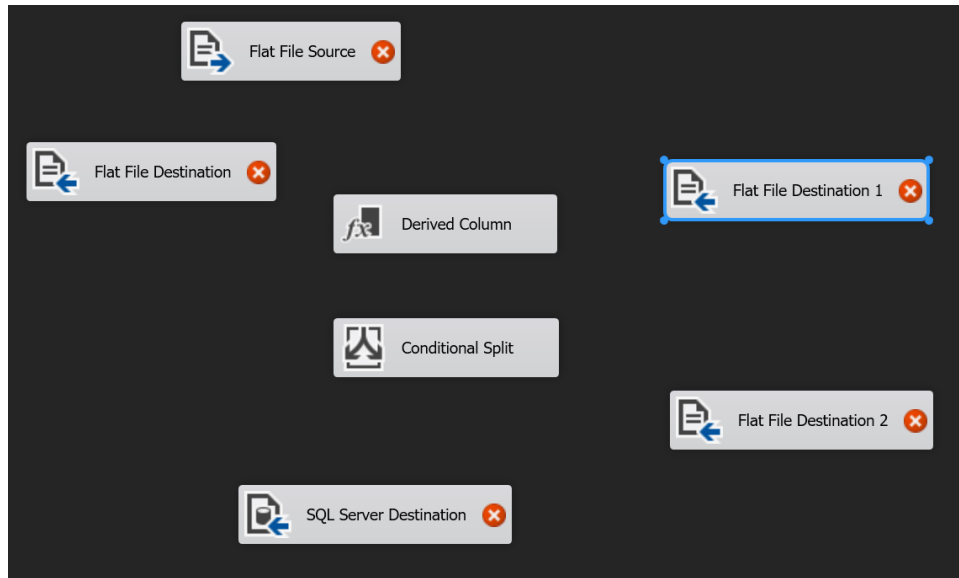 Flat File Source
Flat File Destination
Flat File Destination 1
Derived Column
Conditional Split
Flat File Destination 2
SQL Server Destination